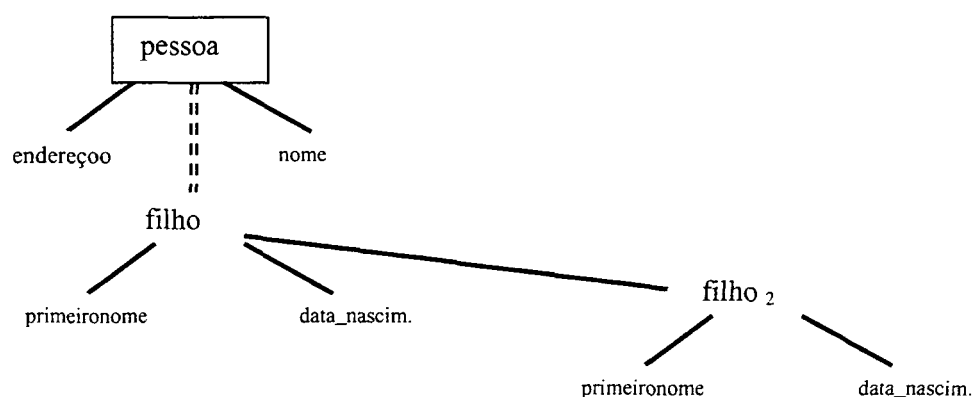 pessoa
endereçoo nome
filho
primeironome data_nascim.
filho 2
primeironome data_nascim.